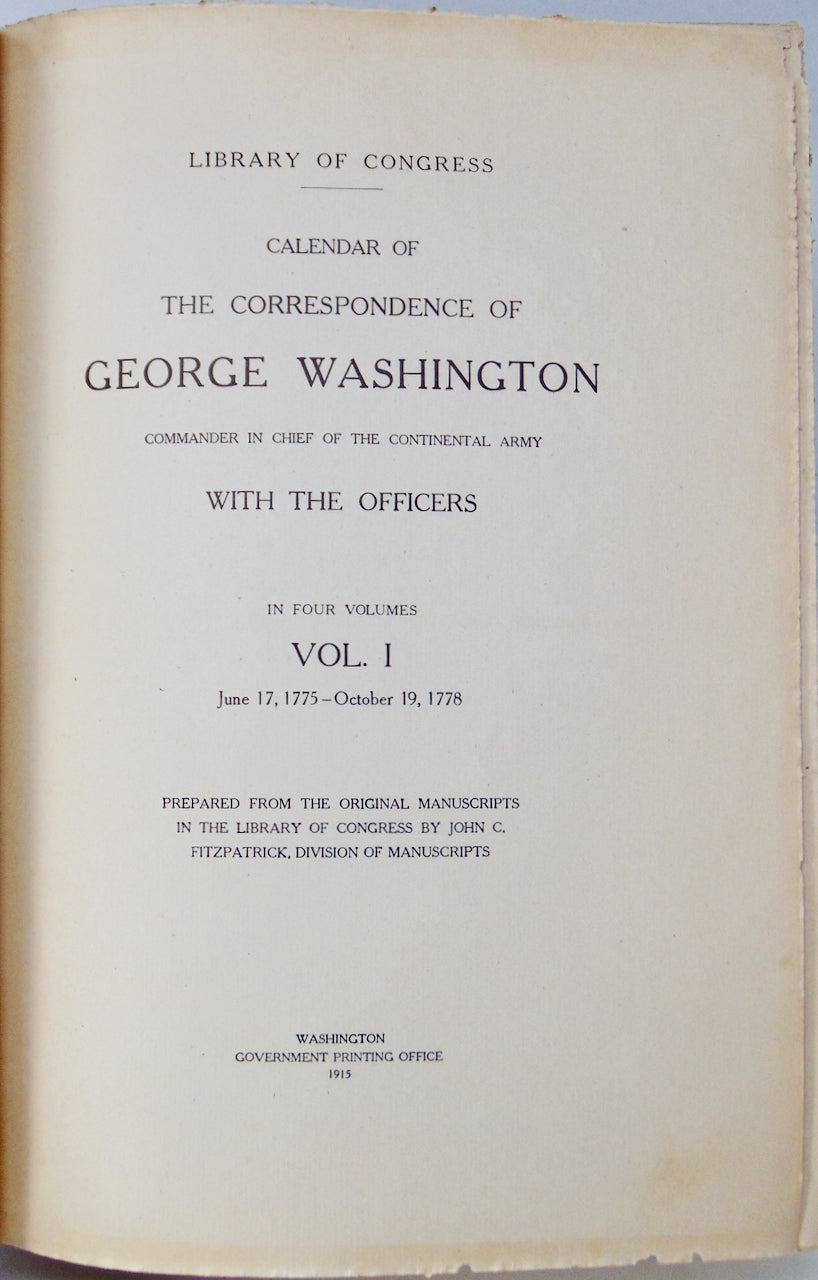 LIBRARY OF CONGRESS
CALENDAR OF
THE CORRESPONDENCE OF
GEORGE WASHINGTON
COMMANDER IN CHIEF OF THE CONTINENTAL ARMY
WITH THE OFFICERS
IN FOUR VOLUMES
VOL. I
June 17, 1775–October 19, 1778
PREPARED FROM THE ORIGINAL MANUSCRIPTS
IN THE LIBRARY OF CONGRESS BY JOHN C.
FITZPATRICK, DIVISION OF MANUSCRIPTS
WASHINGTON
GOVERNMENT PRINTING OFFICE
1915